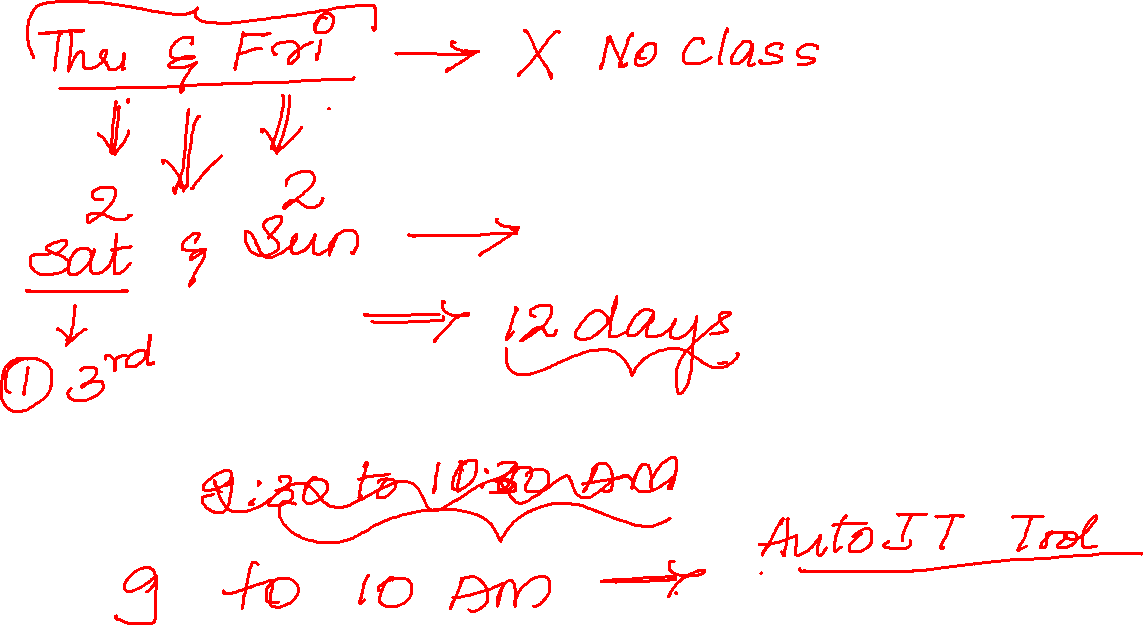 Thu & Fri → X No Class
2 2
Sat & Sun →
⇒ 12 days
① 3rd
9:30 to 10:30 AM
9 to 10 AM → AutoIT Tool